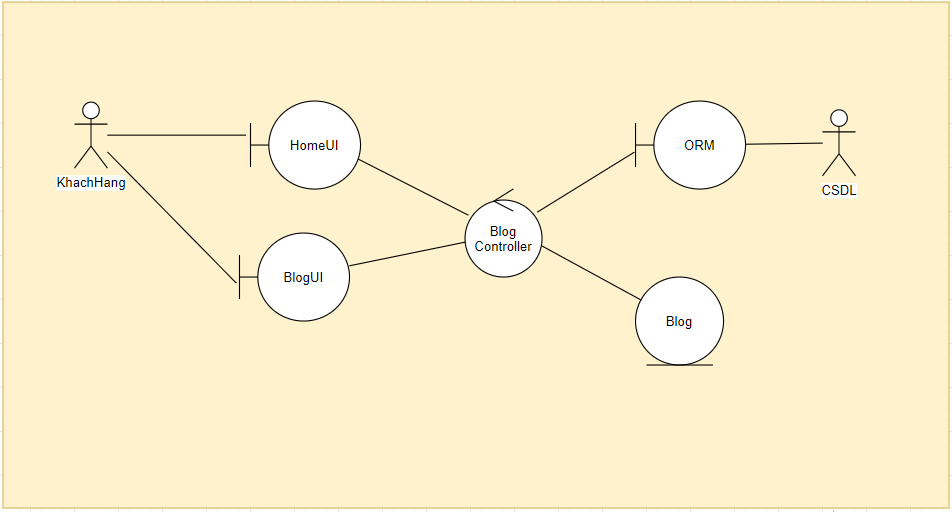 HomeUI
ORM
KhachHang
CSDL
Blog
Controller
BlogUI
Blog